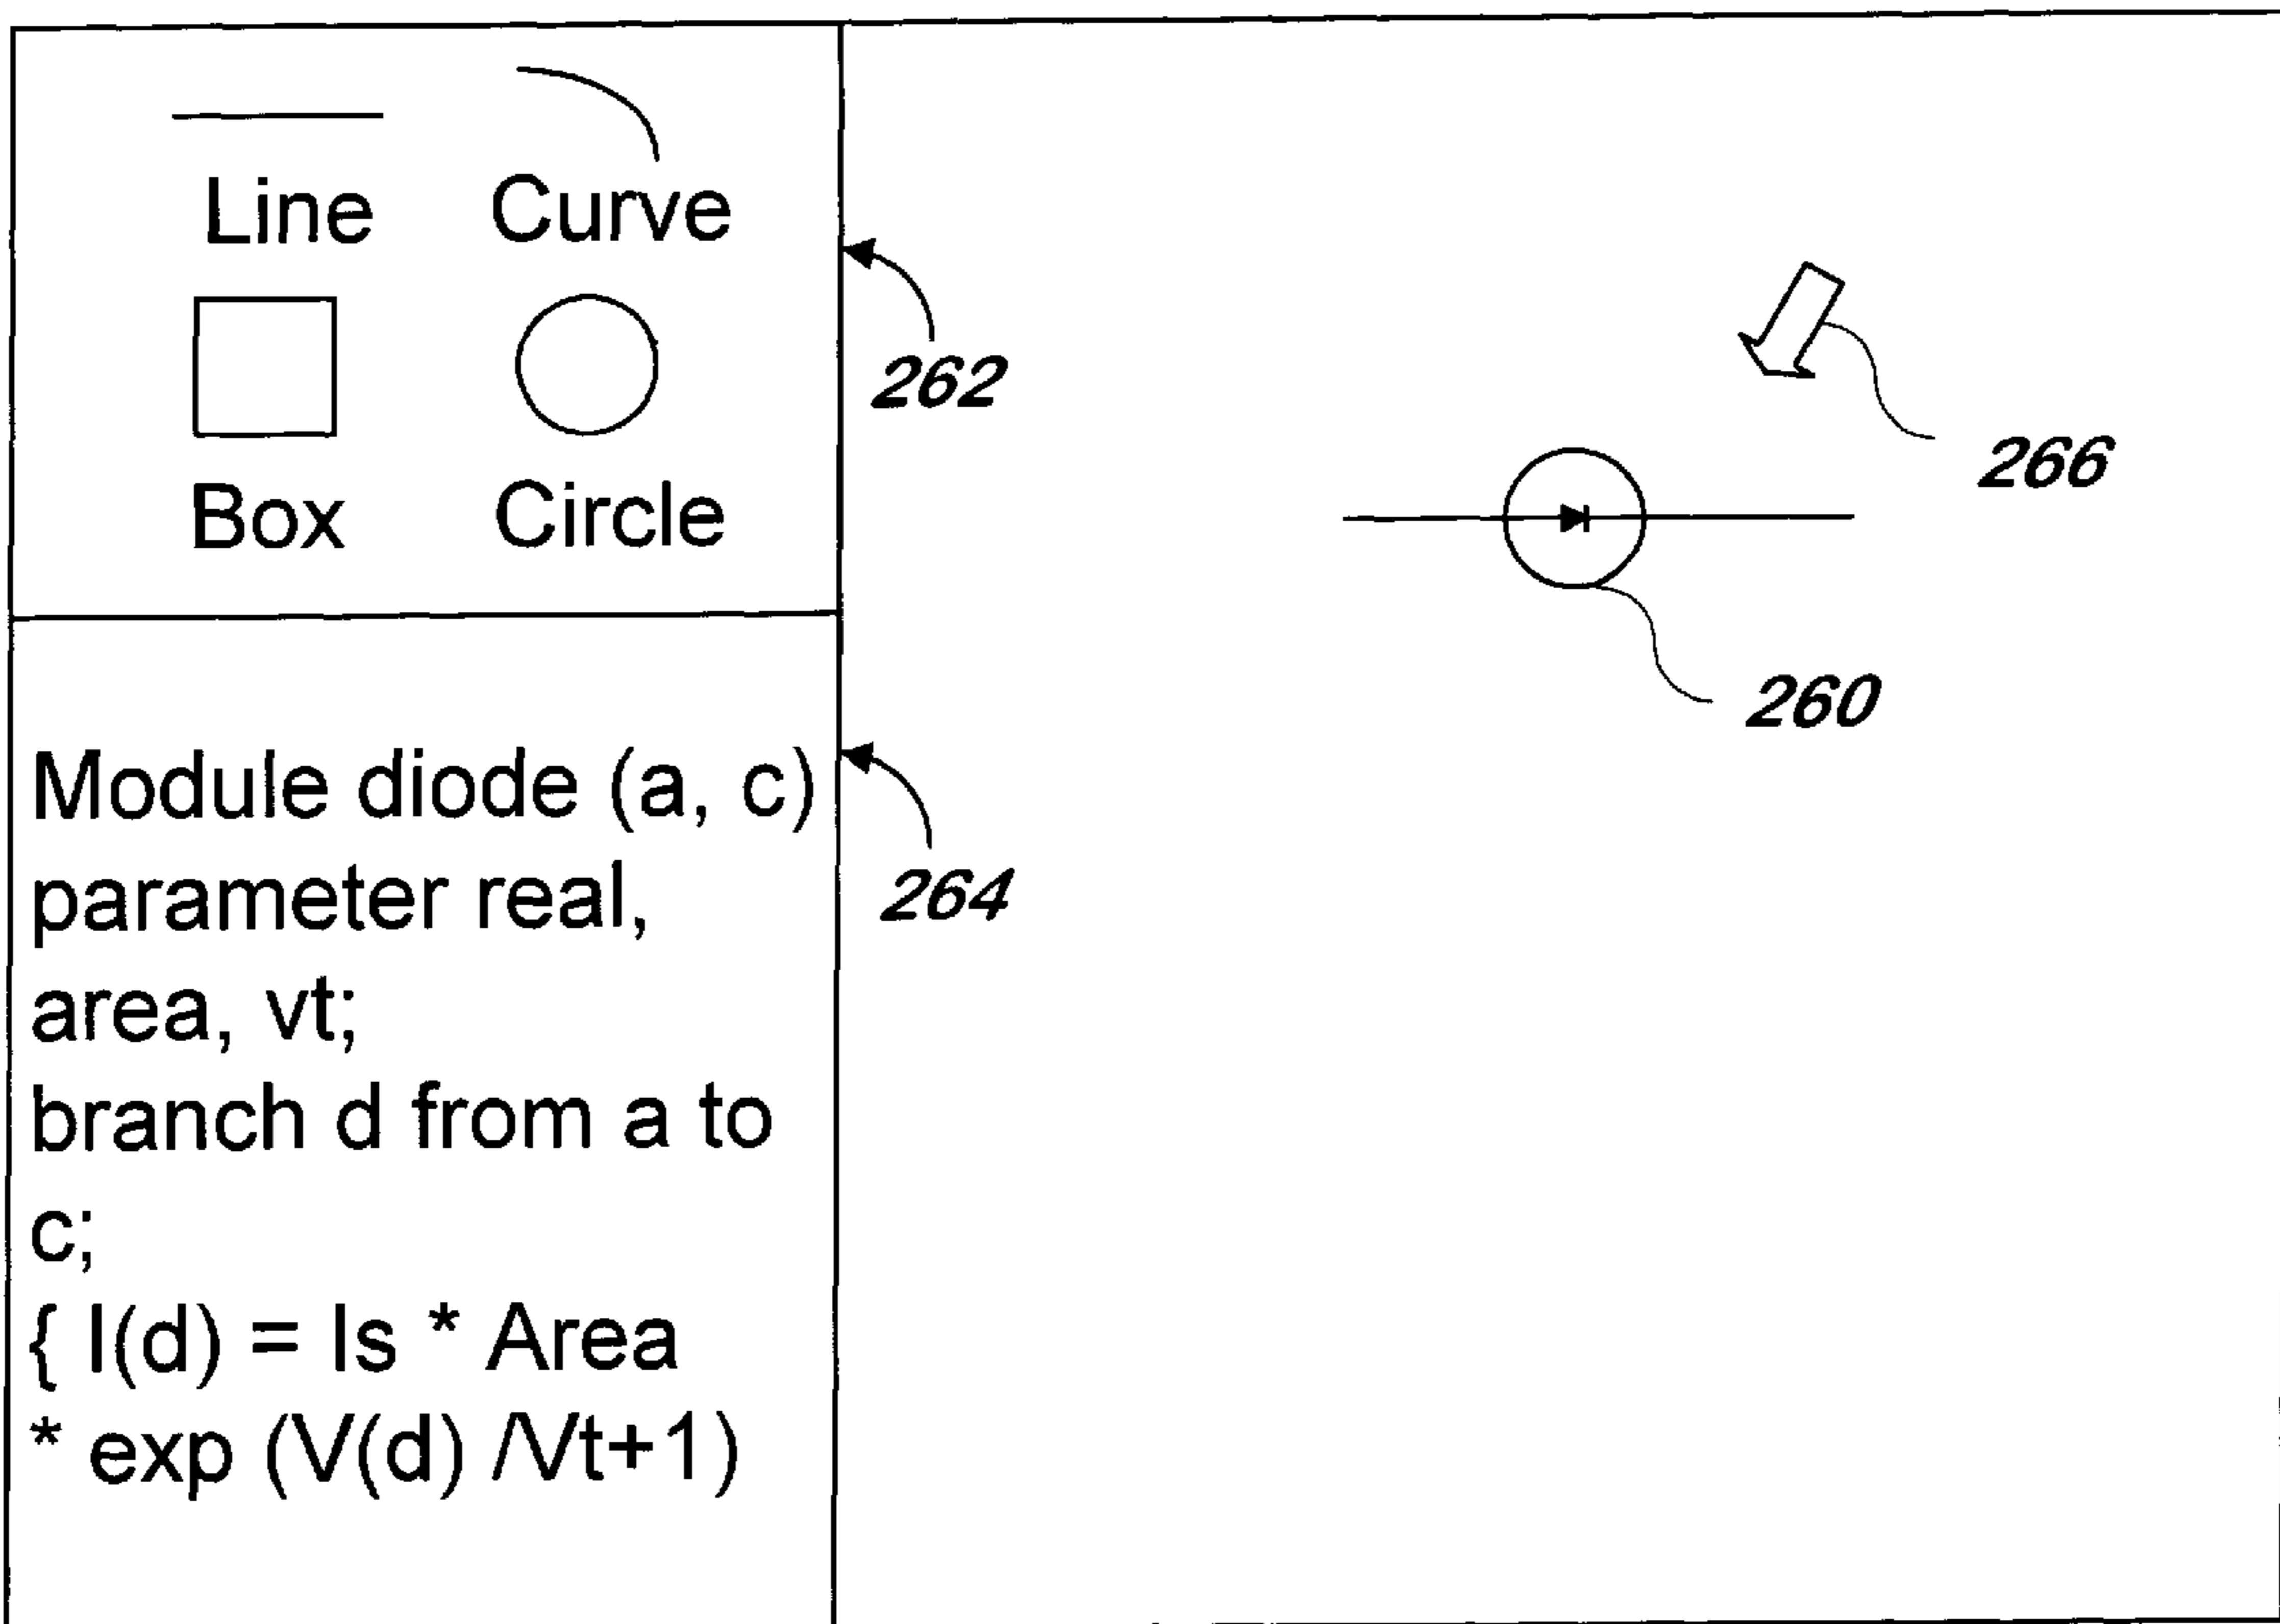 Line Curve
Box Circle
262
266
260
Module diode (a, c)
parameter real,
area, vt;
branch d from a to
c;
{ I(d) = Is * Area
* exp (V(d) /Vt+1)
264